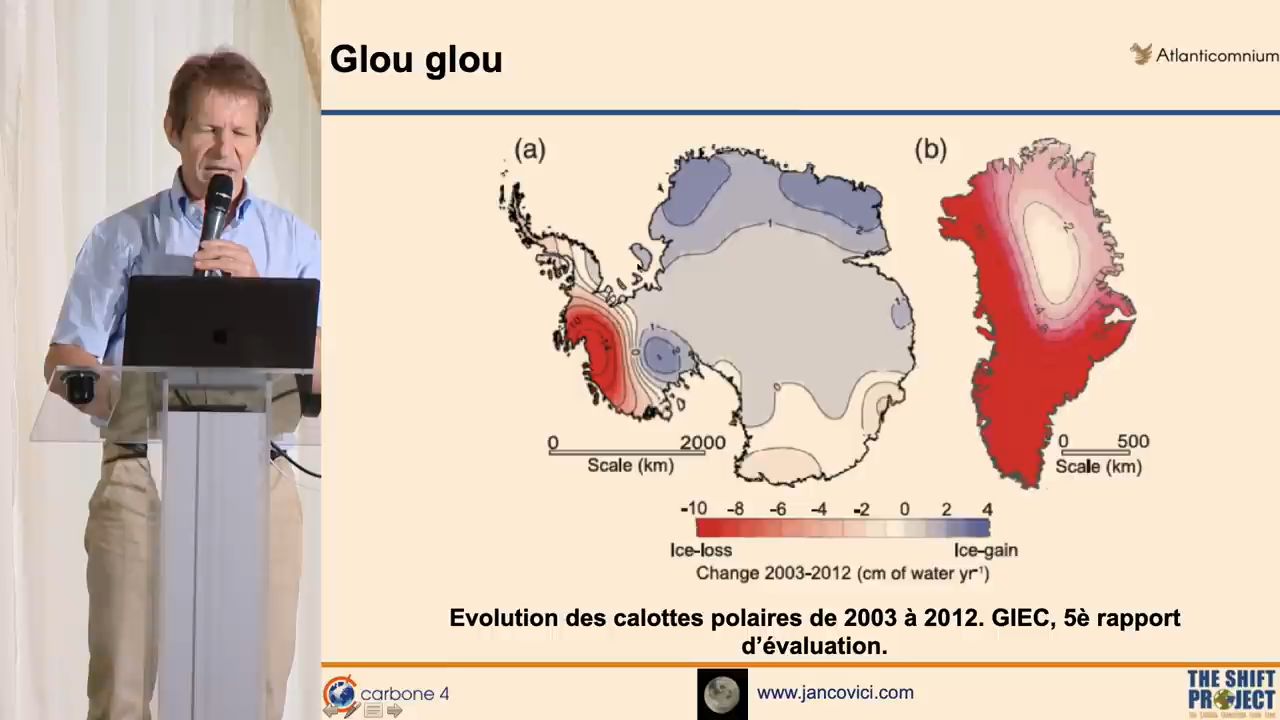 Glou glou
Atlanticomnium
(a)
(b)
0 2000
Scale (km)
0 500
Scale (km)
-10 -8 -6 -4 -2 0 2 4
Ice-loss Ice-gain
Change 2003-2012 (cm of water yr⁻¹)
Evolution des calottes polaires de 2003 à 2012. GIEC, 5è rapport
d’évaluation.
carbone 4
www.jancovici.com
THE SHIFT
PROJECT